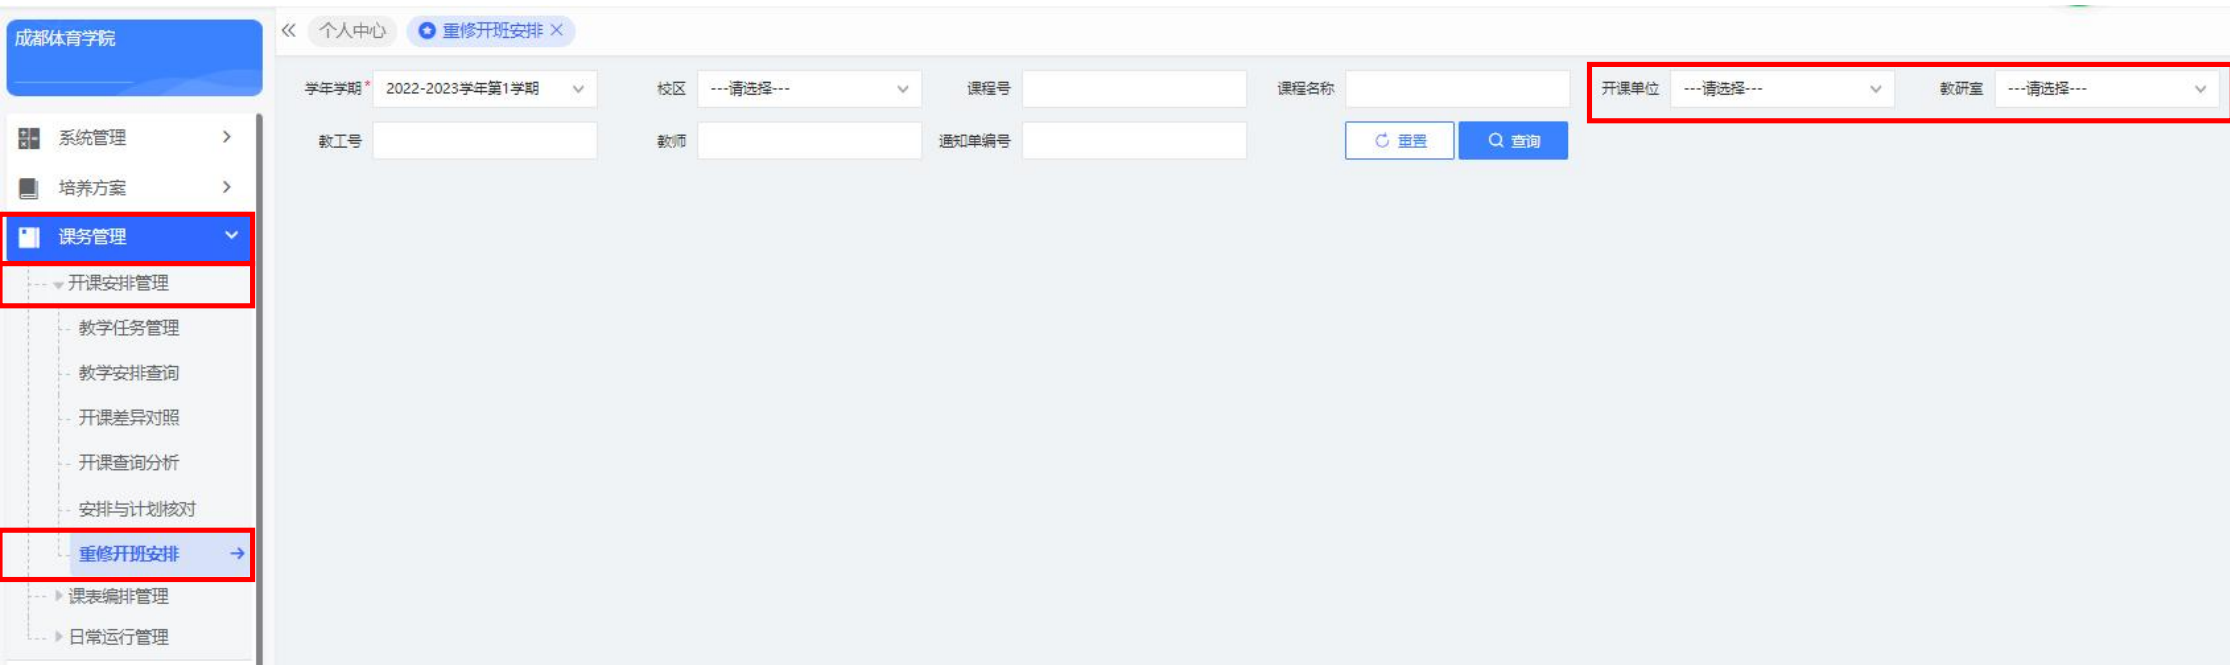 成都体育学院
个人中心 重修开班安排
学年学期* 2022-2023学年第1学期 校区 ---请选择--- 课程号 课程名称 开课单位 ---请选择--- 教研室 ---请选择---
教工号 教师 通知单编号 重置 查询
系统管理
培养方案
课务管理
开课安排管理
教学任务管理
教学安排查询
开课差异对照
开课查询分析
安排与计划核对
重修开班安排
课表编排管理
日常运行管理